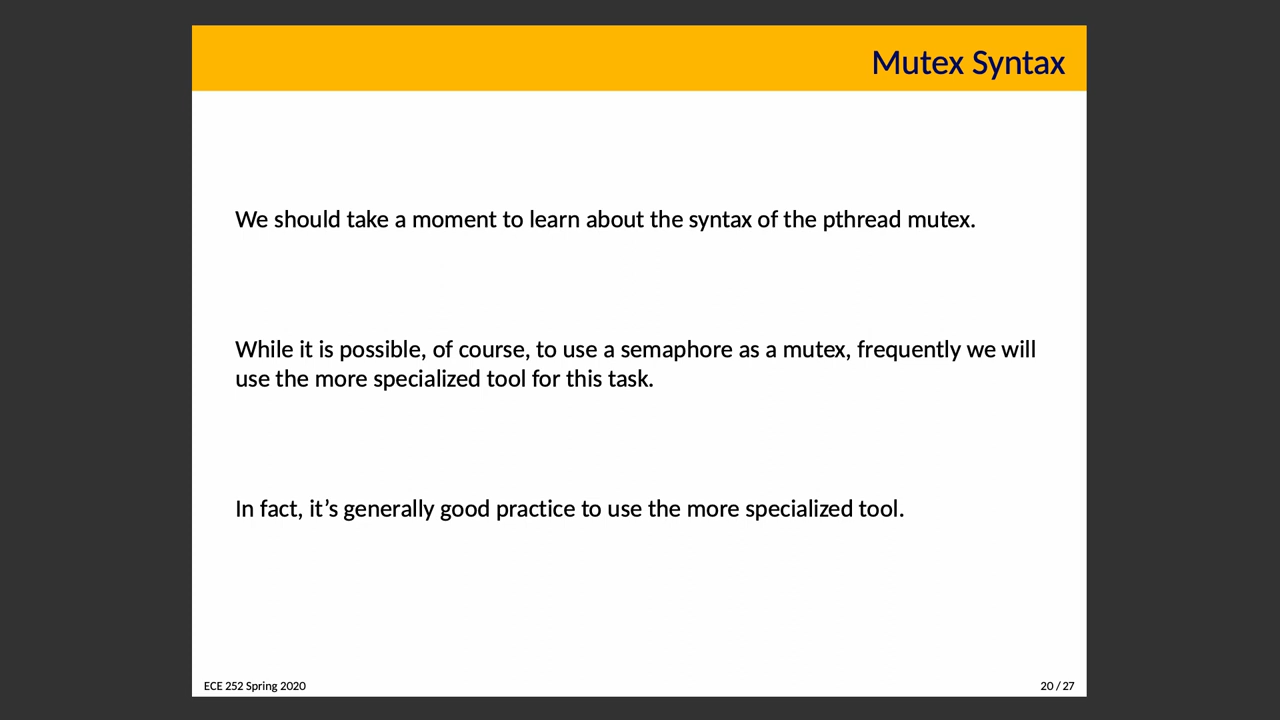 Mutex Syntax
We should take a moment to learn about the syntax of the pthread mutex.
While it is possible, of course, to use a semaphore as a mutex, frequently we will
use the more specialized tool for this task.
In fact, it’s generally good practice to use the more specialized tool.
ECE 252 Spring 2020
20 / 27